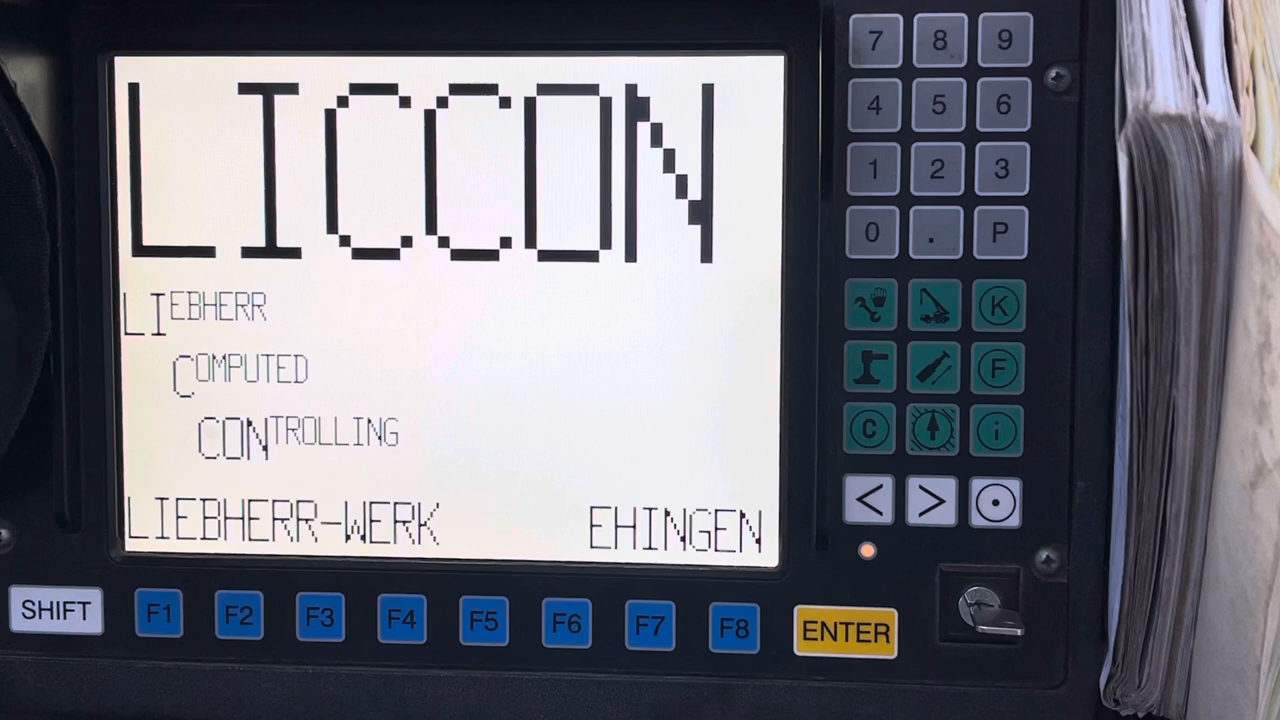 LICCON
LIEBHERR
COMPUTED
CONTROLLING
LIEBHERR-WERK EHINGEN
7 8 9
4 5 6
1 2 3
0 . P
K
F
C i
< >
SHIFT F1 F2 F3 F4 F5 F6 F7 F8 ENTER